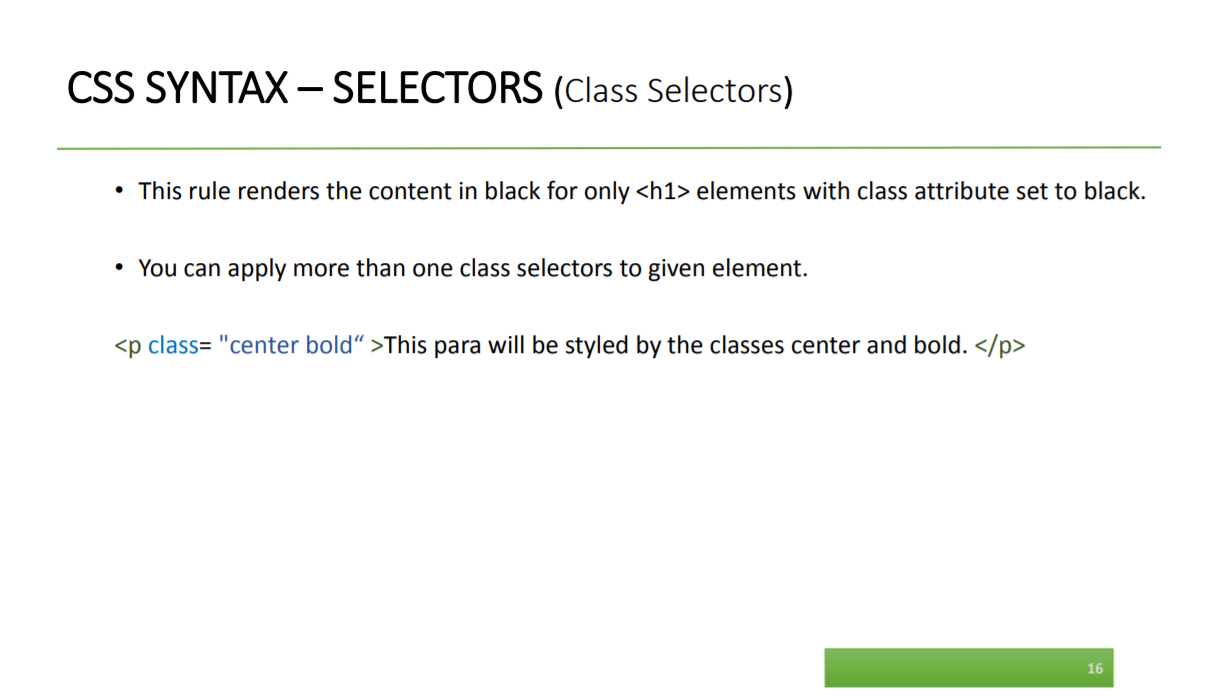 CSS SYNTAX – SELECTORS (Class Selectors)
• This rule renders the content in black for only <h1> elements with class attribute set to black.
• You can apply more than one class selectors to given element.
<p class= "center bold“ >This para will be styled by the classes center and bold. </p>
16